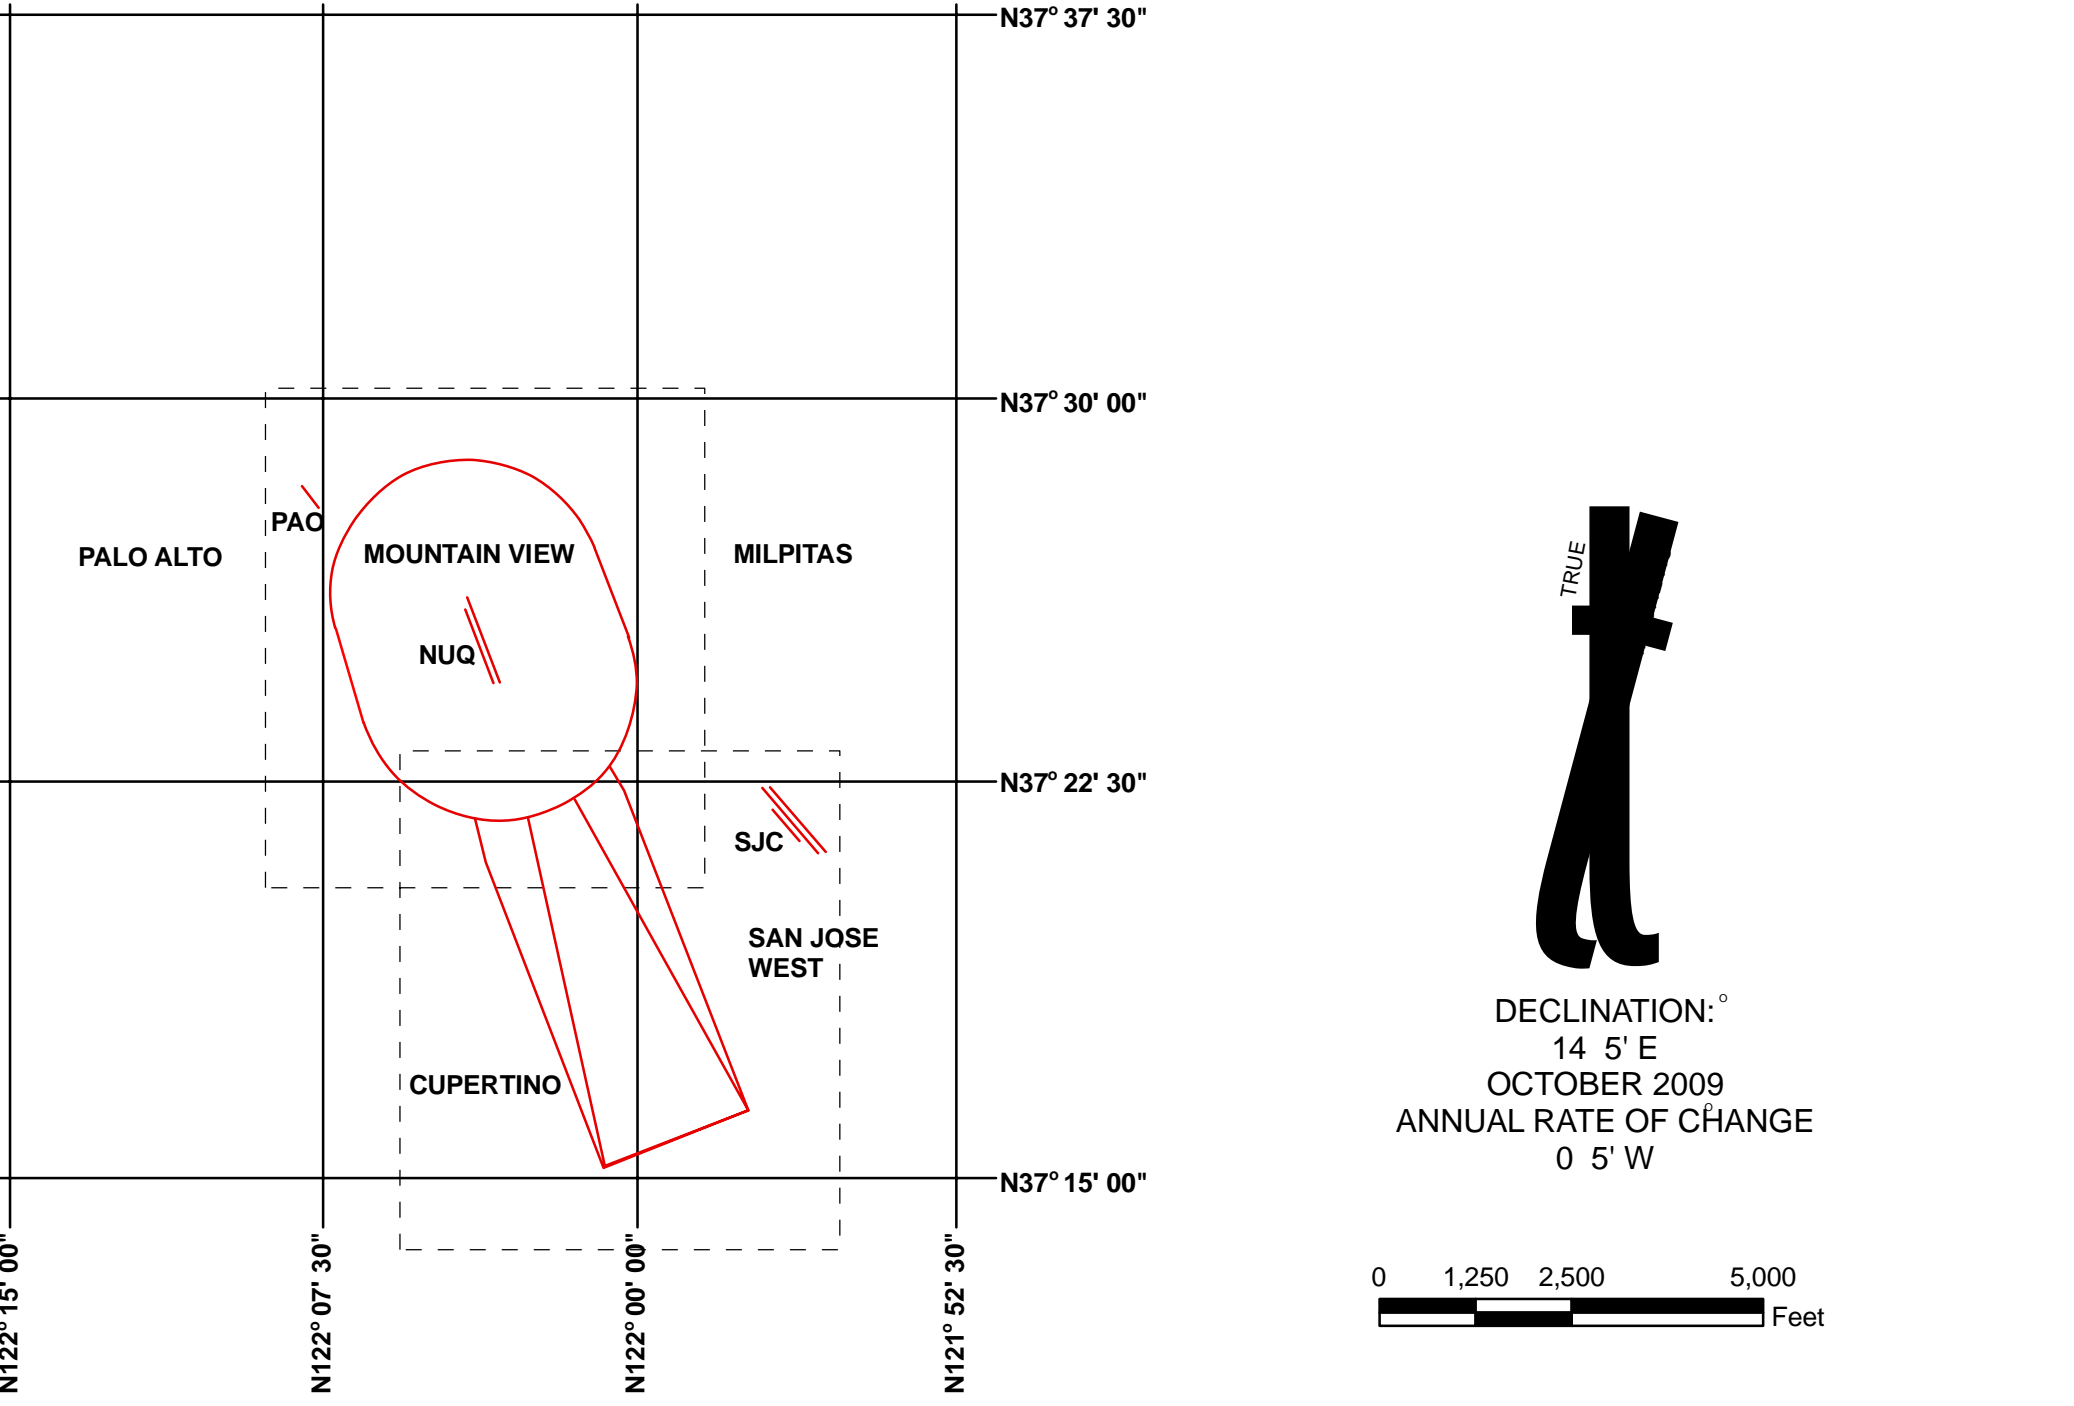 N37° 37' 30"
N37° 30' 00"
PAO
PALO ALTO
MOUNTAIN VIEW
MILPITAS
NUQ
N37° 22' 30"
SJC
SAN JOSE
WEST
CUPERTINO
N37° 15' 00"
N122° 15' 00"
N122° 07' 30"
N122° 00' 00"
N121° 52' 30"
TRUE
DECLINATION: °
14 5' E
OCTOBER 2009
ANNUAL RATE OF CHANGE °
0 5' W
0 1,250 2,500 5,000
Feet